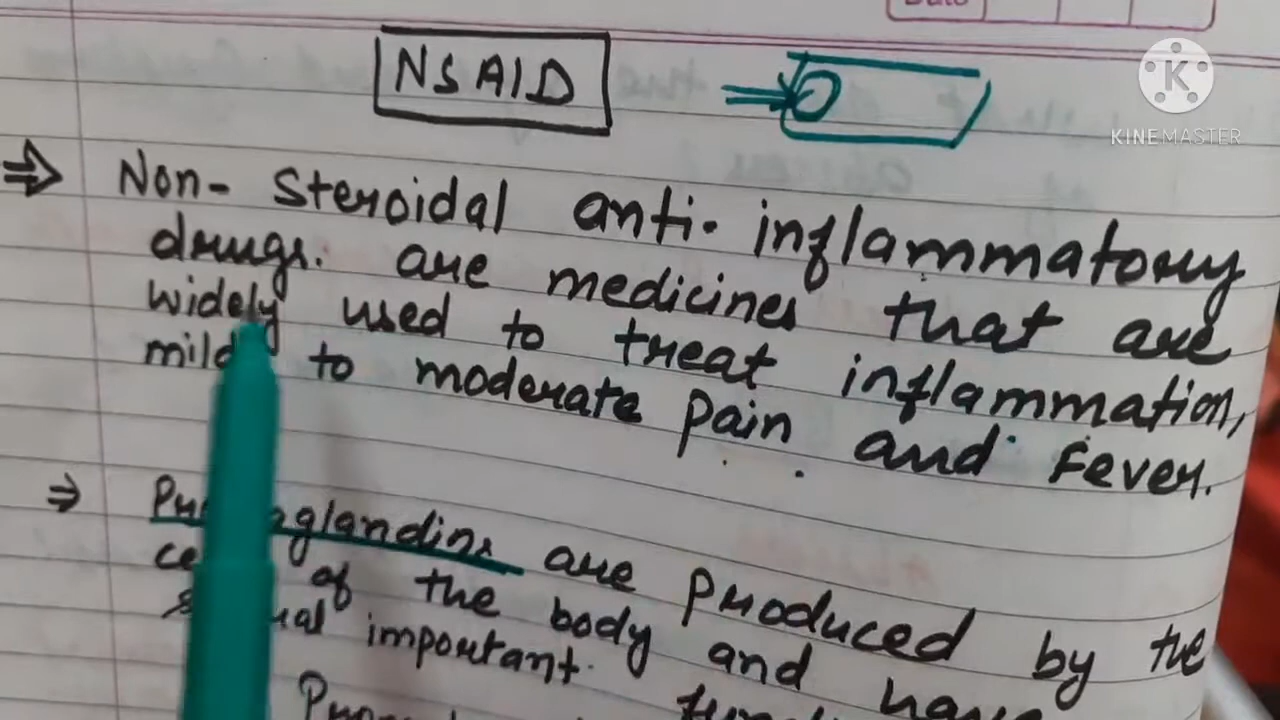 Date
NSAID
K
KINEMASTER
⇒ Non-Steroidal anti-inflammatory
drugs. are medicines that are
widely used to treat inflammation,
mild to moderate Pain and Fever.
⇒ are produced by the
of the body and have
important